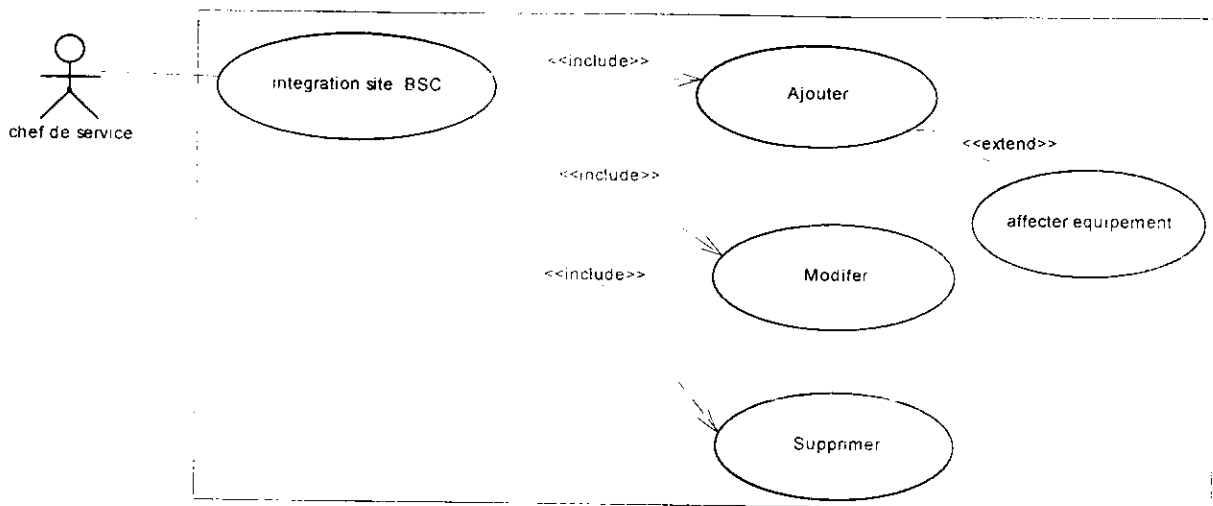 <<include>>
integration site BSC
Ajouter
chef de service
<<extend>>
<<include>>
affecter equipement
<<include>>
Modifer
Supprimer